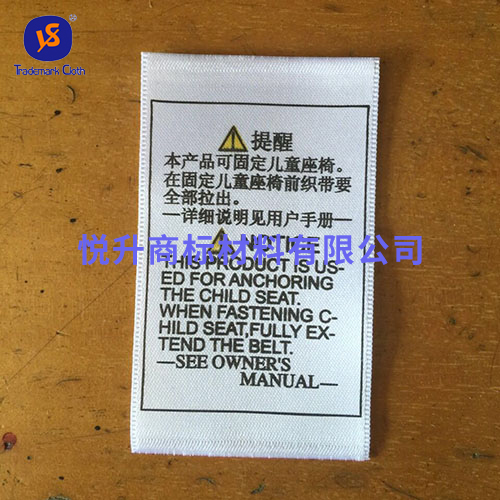 YS
®
Trademark Cloth
提醒
本产品可固定儿童座椅。
在固定儿童座椅前织带要
全部拉出。
—详细说明见用户手册—
NOTICE
悦升商标材料有限公司
THIS PRODUCT IS US-
ED FOR ANCHORING
THE CHILD SEAT.
WHEN FASTENING C-
HILD SEAT,FULLY EX-
TEND THE BELT.
—SEE OWNER'S
MANUAL—